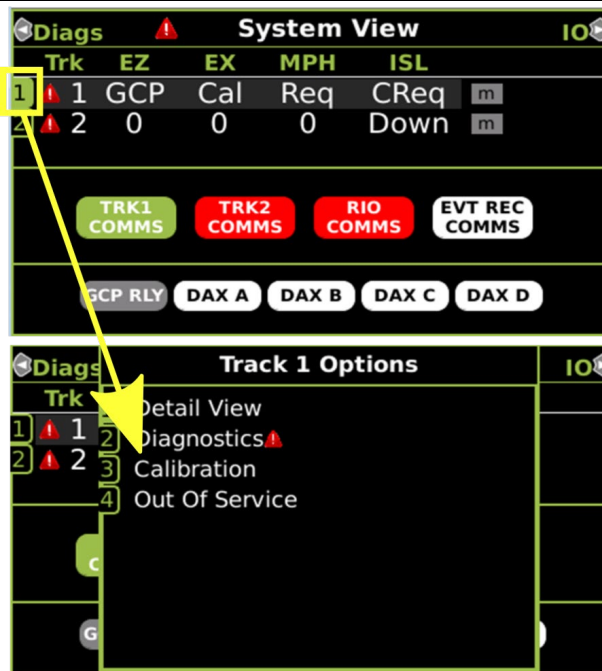 Diags System View IO
Trk EZ EX MPH ISL
1 1 GCP Cal Req CReq m
2 2 0 0 0 Down m
TRK1 TRK2 RIO EVT REC
COMMS COMMS COMMS COMMS
GCP RLY DAX A DAX B DAX C DAX D
Diags Track 1 Options IO
Trk
Detail View
1 1
2 Diagnostics
2 2
3 Calibration
4 Out Of Service
C
G